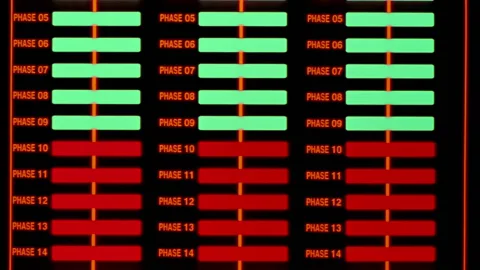 PHASE 05 PHASE 05 PHASE 05
PHASE 06 PHASE 06 PHASE 06
PHASE 07 PHASE 07 PHASE 07
PHASE 08 PHASE 08 PHASE 08
PHASE 09 PHASE 09 PHASE 09
PHASE 10 PHASE 10 PHASE 10
PHASE 11 PHASE 11 PHASE 11
PHASE 12 PHASE 12 PHASE 12
PHASE 13 PHASE 13 PHASE 13
PHASE 14 PHASE 14 PHASE 14